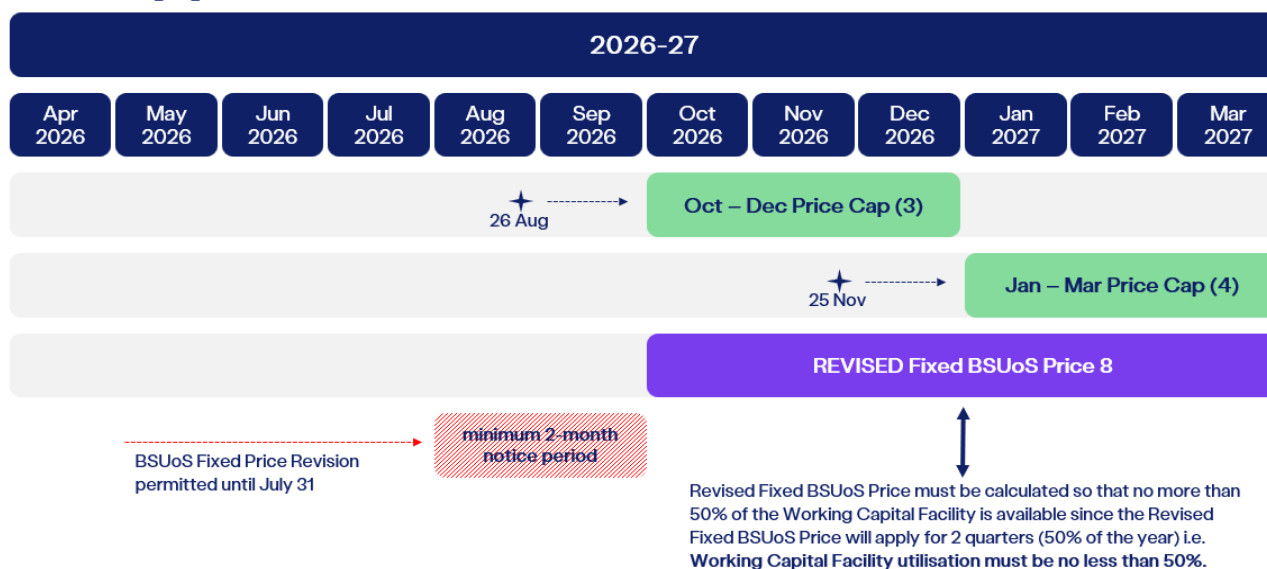 2026-27
Apr
2026
May
2026
Jun
2026
Jul
2026
Aug
2026
Sep
2026
Oct
2026
Nov
2026
Dec
2026
Jan
2027
Feb
2027
Mar
2027
26 Aug
Oct – Dec Price Cap (3)
25 Nov
Jan – Mar Price Cap (4)
REVISED Fixed BSUoS Price 8
BSUoS Fixed Price Revision
permitted until July 31
minimum 2-month
notice period
Revised Fixed BSUoS Price must be calculated so that no more than
50% of the Working Capital Facility is available since the Revised
Fixed BSUoS Price will apply for 2 quarters (50% of the year) i.e.
Working Capital Facility utilisation must be no less than 50%.